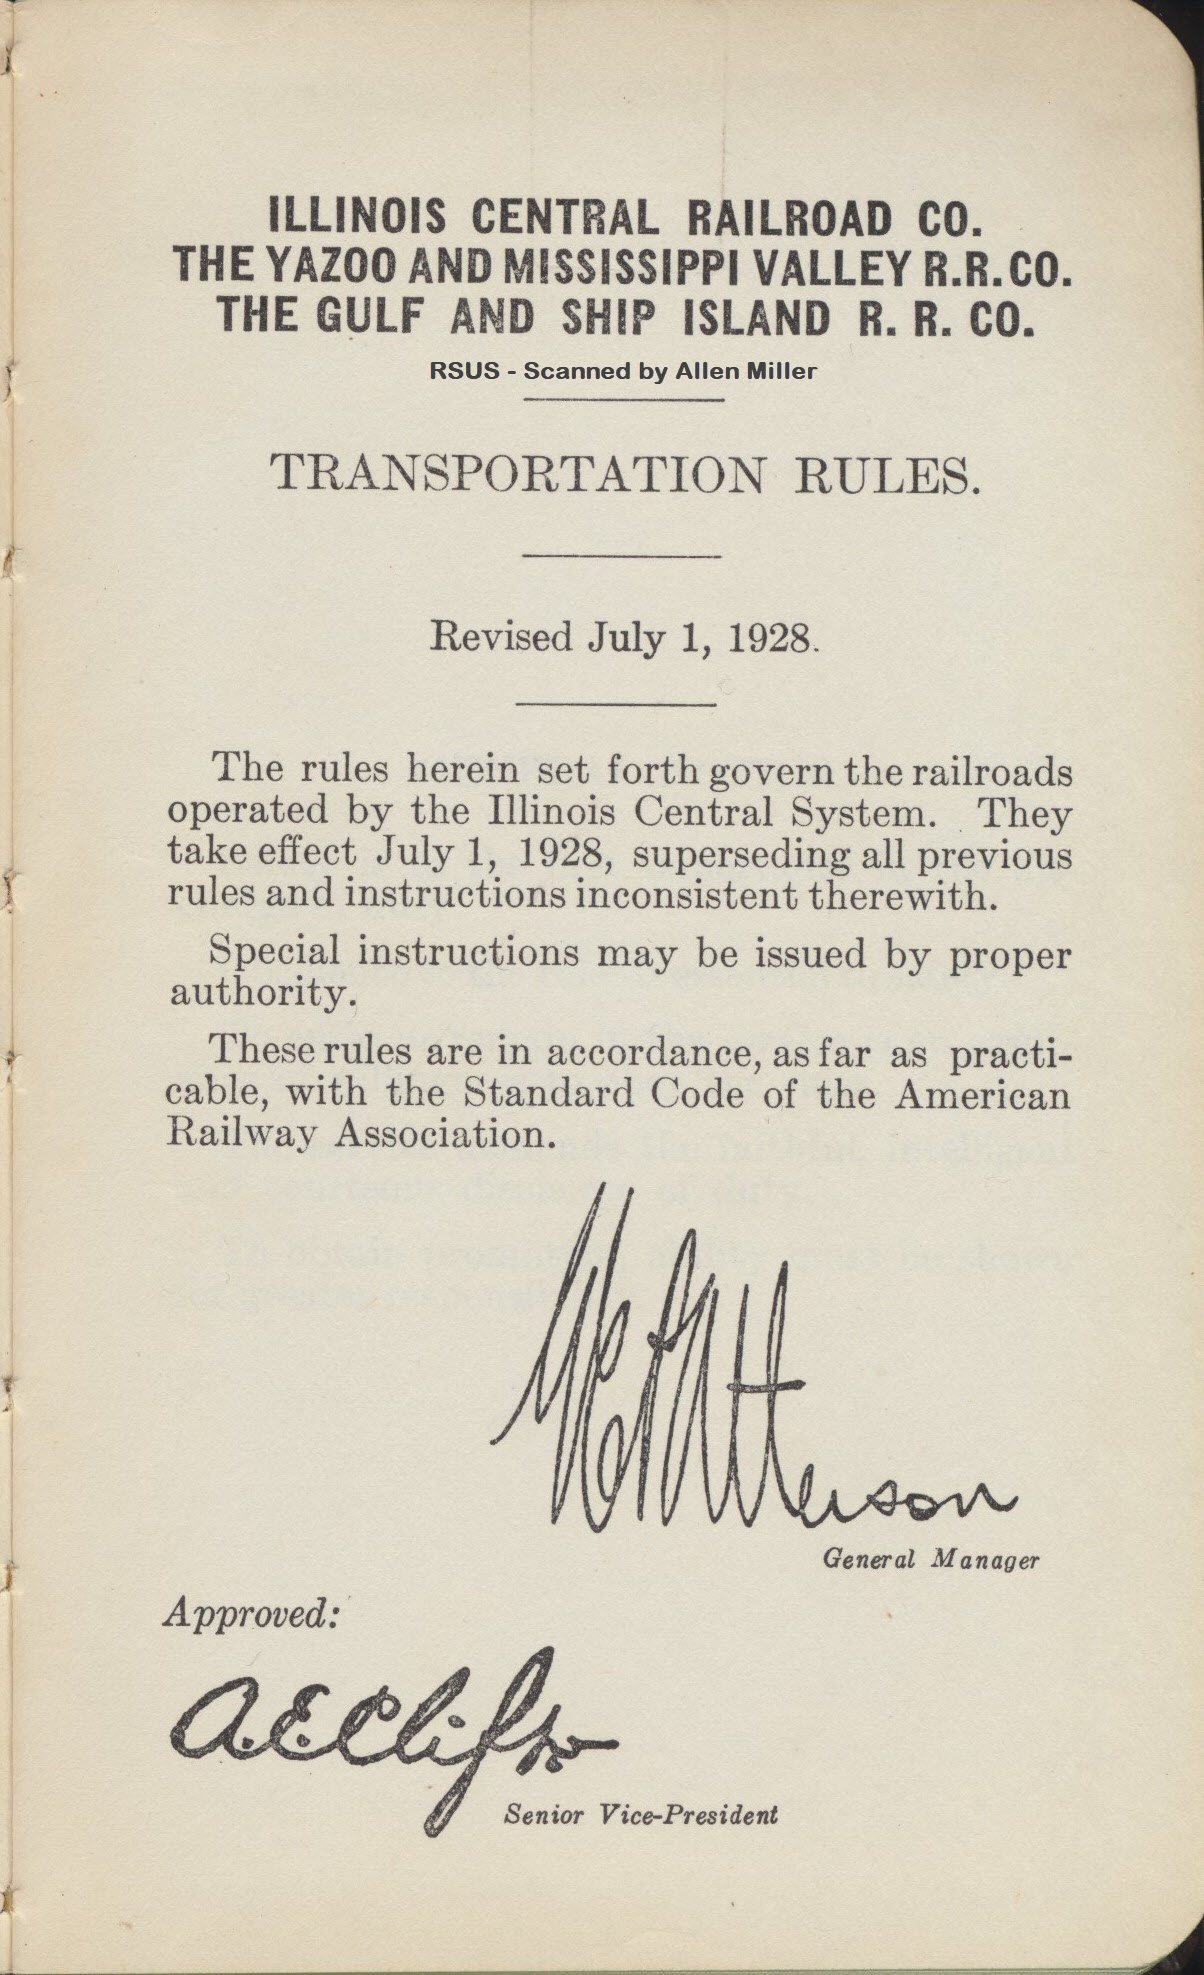 ILLINOIS CENTRAL RAILROAD CO.
THE YAZOO AND MISSISSIPPI VALLEY R.R.CO.
THE GULF AND SHIP ISLAND R. R. CO.
RSUS - Scanned by Allen Miller
TRANSPORTATION RULES.
Revised July 1, 1928.
The rules herein set forth govern the railroads
operated by the Illinois Central System. They
take effect July 1, 1928, superseding all previous
rules and instructions inconsistent therewith.
Special instructions may be issued by proper
authority.
These rules are in accordance, as far as practi-
cable, with the Standard Code of the American
Railway Association.
Patterson
General Manager
Approved:
A.E. Clift
Senior Vice-President